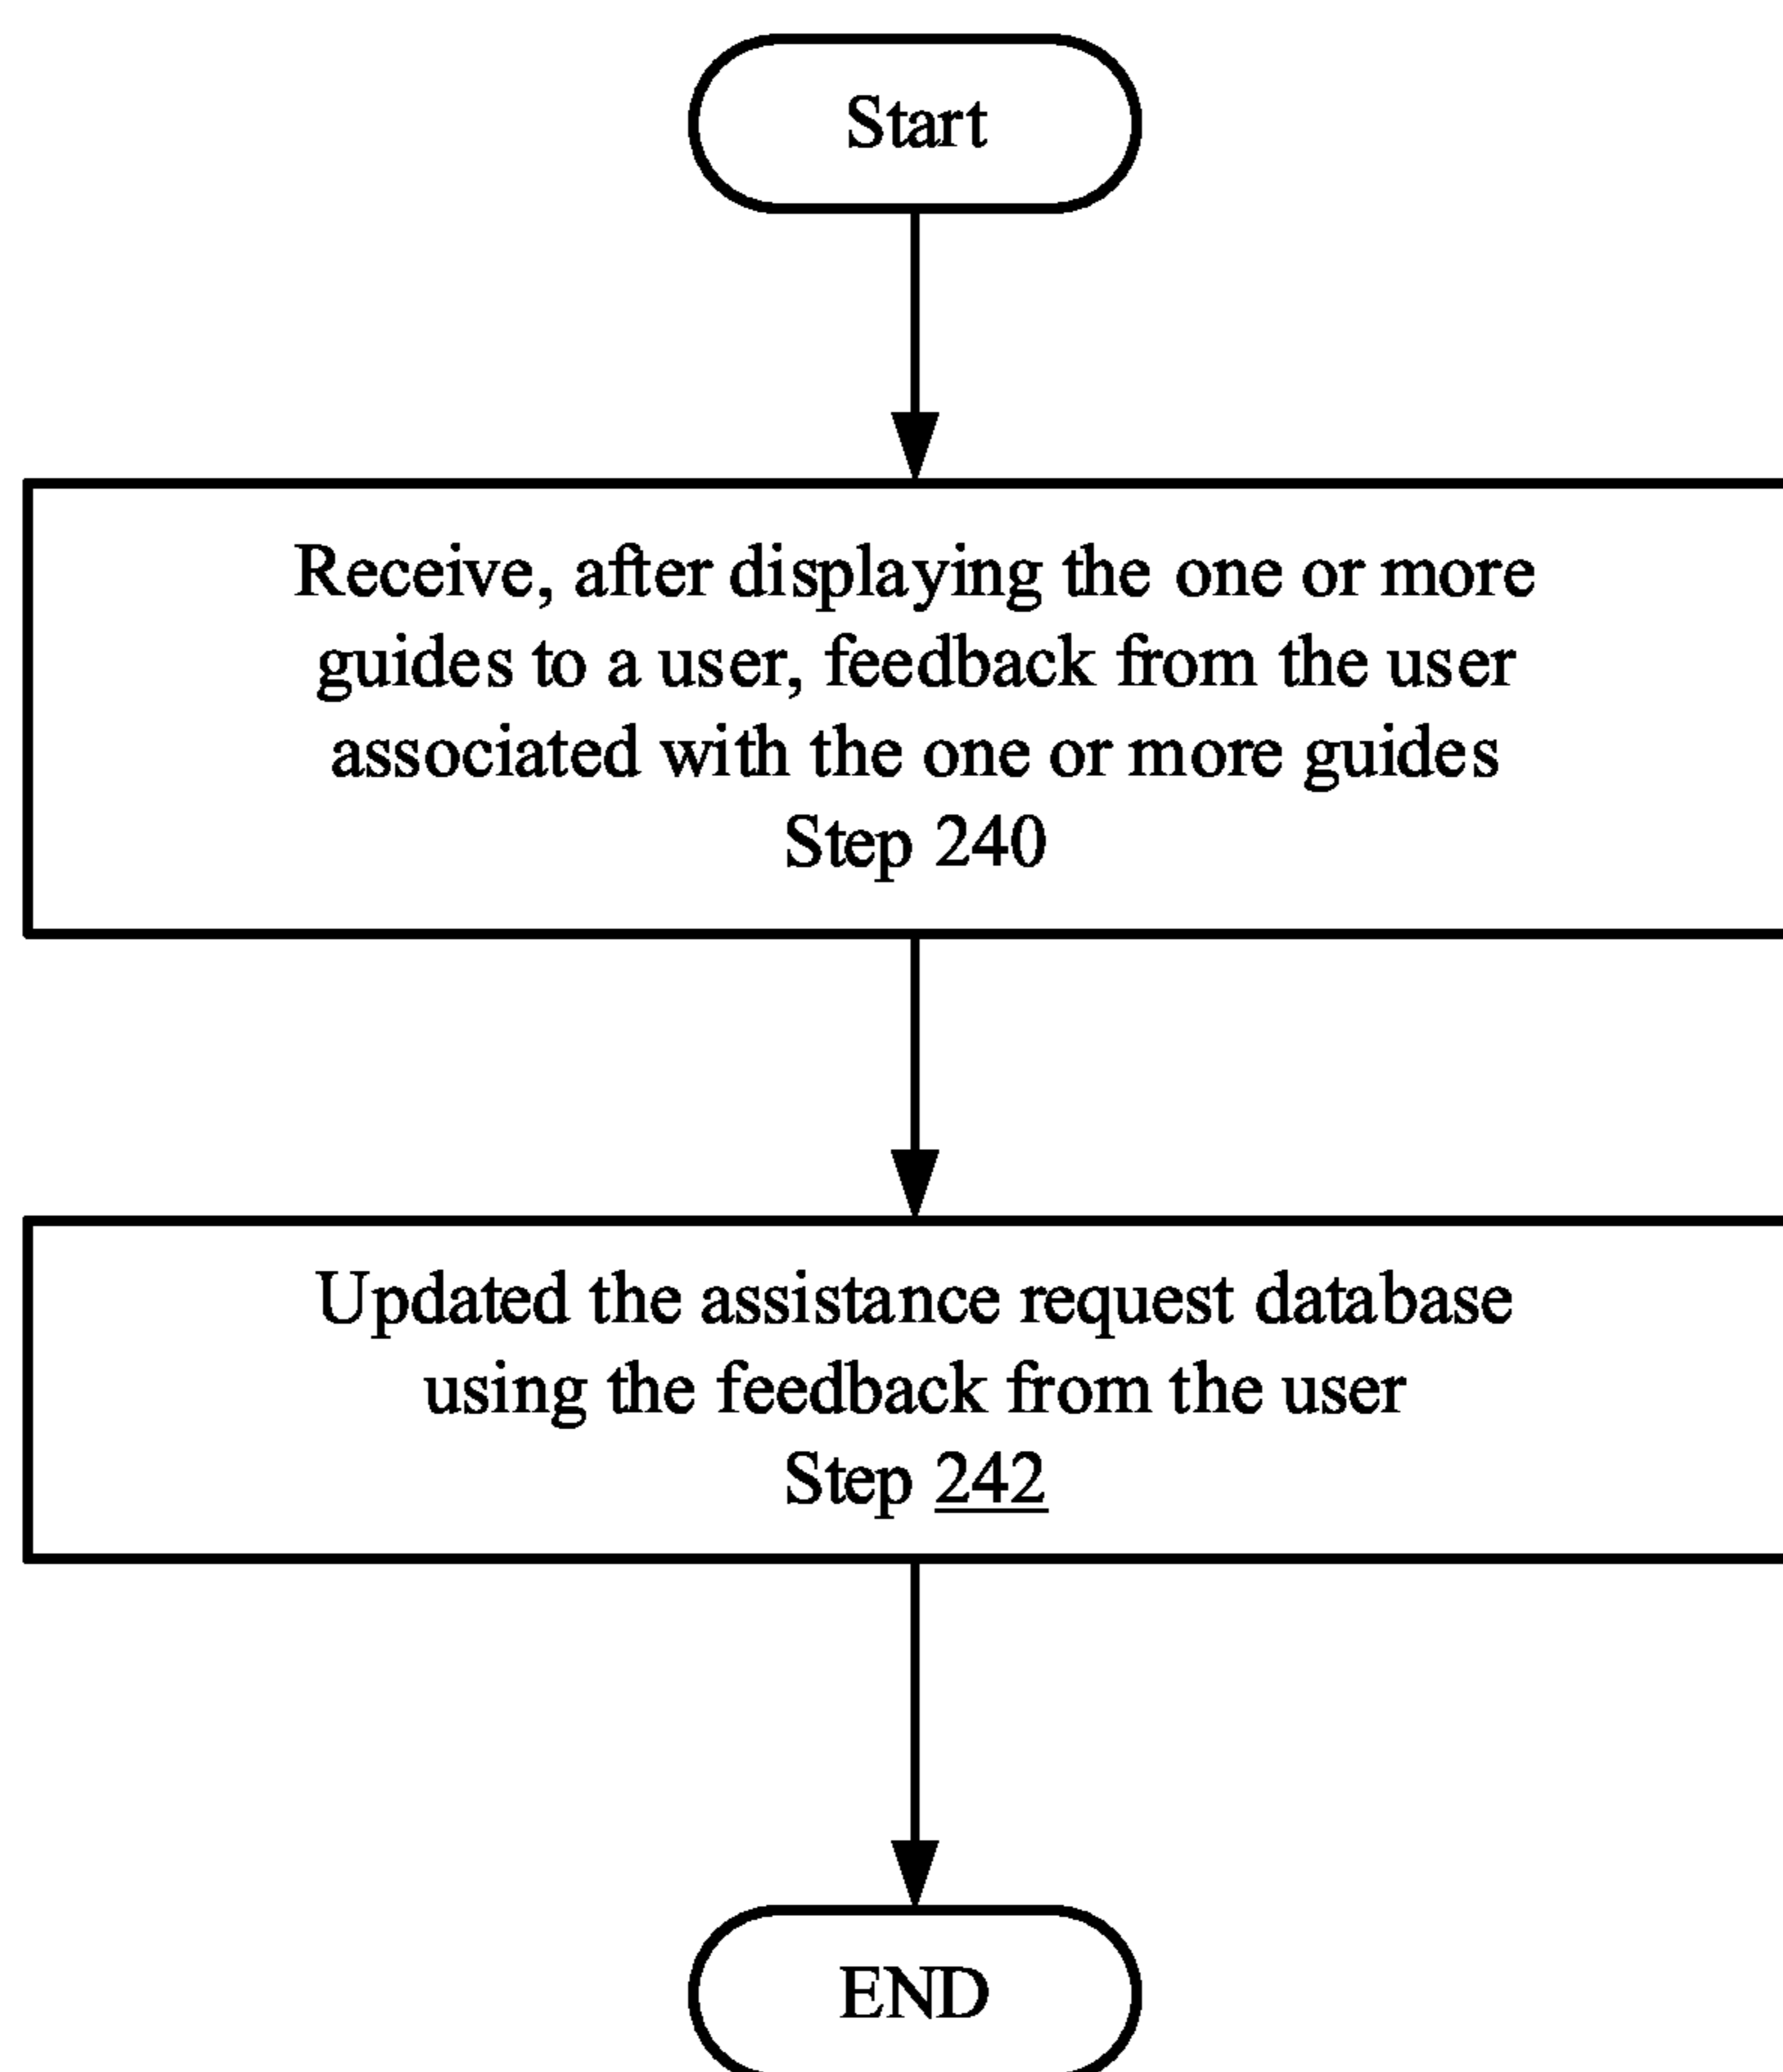 Start
Receive, after displaying the one or more
guides to a user, feedback from the user
associated with the one or more guides
Step 240
Updated the assistance request database
using the feedback from the user
Step 242
END